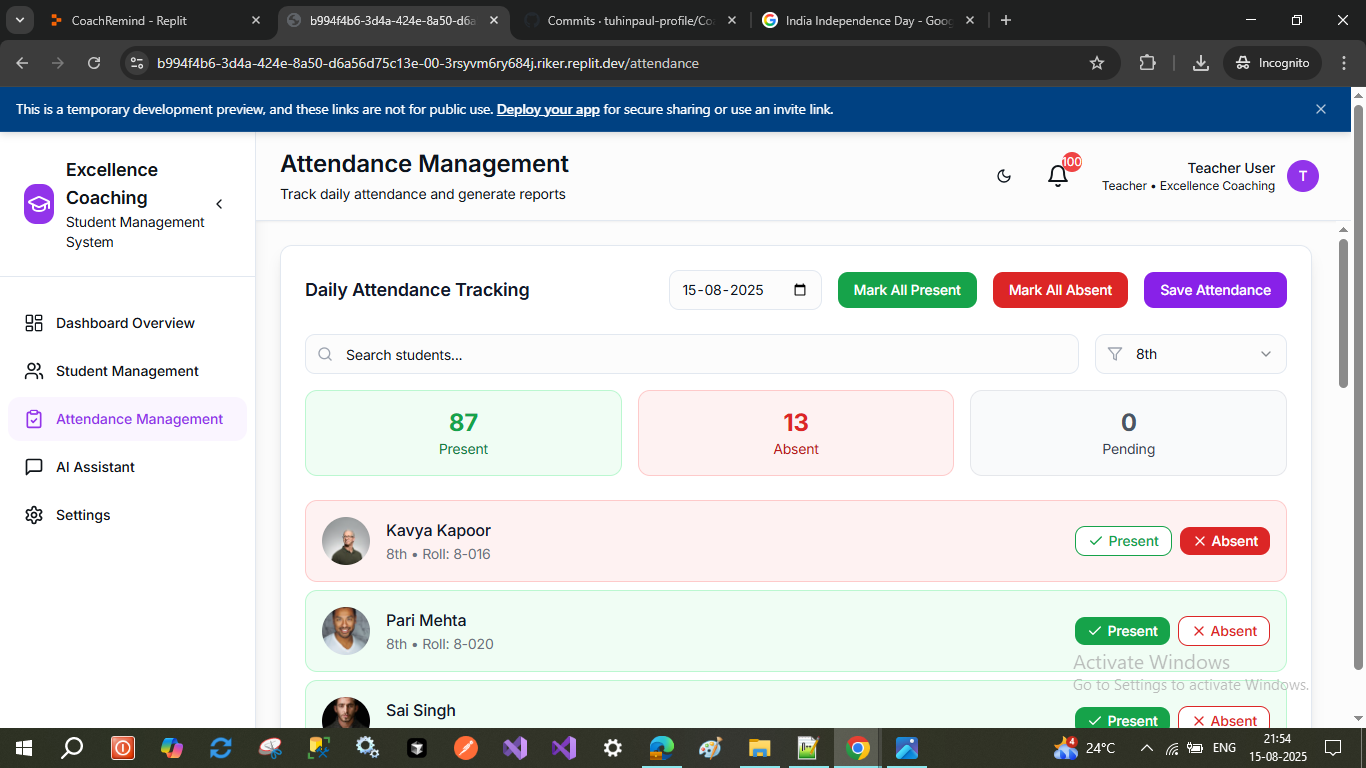 CoachRemind - Replit
b994f4b6-3d4a-424e-8a50-d6a
Commits · tuhinpaul-profile/Co
India Independence Day - Goog
b994f4b6-3d4a-424e-8a50-d6a56d75c13e-00-3rsyvm6ry684j.riker.replit.dev/attendance
Incognito
This is a temporary development preview, and these links are not for public use. Deploy your app for secure sharing or use an invite link.
Excellence
Coaching
Student Management
System
Attendance Management
Track daily attendance and generate reports
100
Teacher User
Teacher • Excellence Coaching
T
Dashboard Overview
Student Management
Attendance Management
AI Assistant
Settings
Daily Attendance Tracking
15-08-2025
Mark All Present
Mark All Absent
Save Attendance
Search students...
8th
87
Present
13
Absent
0
Pending
Kavya Kapoor
8th • Roll: 8-016
Present
Absent
Pari Mehta
8th • Roll: 8-020
Present
Absent
Sai Singh
Present
Absent
Activate Windows
Go to Settings to activate Windows.
4
24°C
ENG
21:54
15-08-2025